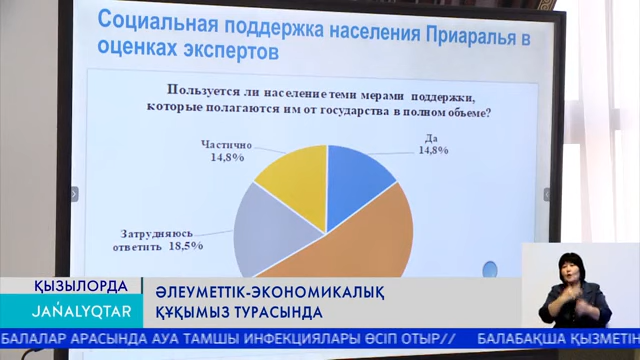 Социальная поддержка населения Приаралья в
оценках экспертов
Пользуется ли население теми мерами поддержки,
которые полагаются им от государства в полном объеме?
Частично
14,8%
Да
14,8%
Затрудняюсь
ответить 18,5%
ҚЫЗЫЛОРДА
JAŃALYQTAR
ӘЛЕУМЕТТІК-ЭКОНОМИКАЛЫҚ
ҚҰҚЫМЫЗ ТУРАСЫНДА
БАЛАЛАР АРАСЫНДА АУА ТАМШЫ ИНФЕКЦИЯЛАРЫ ӨСІП ОТЫР// БАЛАБАҚША ҚЫЗМЕТІН